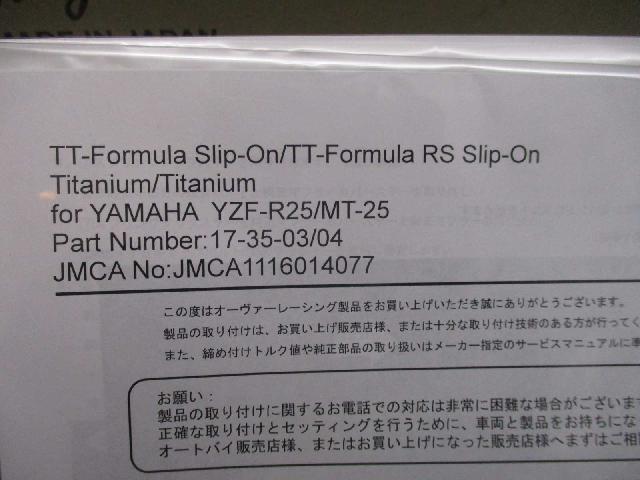 MADE IN JAPAN
TT-Formula Slip-On/TT-Formula RS Slip-On
Titanium/Titanium
for YAMAHA YZF-R25/MT-25
Part Number:17-35-03/04
JMCA No:JMCA1116014077
この度はオーヴァーレーシング製品をお買い上げいただき誠にありがとうございます。
製品の取り付けは、お買い上げ販売店様、または十分な取り付け技術のある方が行ってく
また、締め付けトルク値や純正部品の取り扱いはメーカー指定のサービスマニュアルに準
お願い：
製品の取り付けに関するお電話での対応は非常に困難な場合がございま
正確な取り付けとセッティングを行うために、車両と製品をお持ちにな
オートバイ販売店様、またはお買い上げになった販売店様へまずはご相